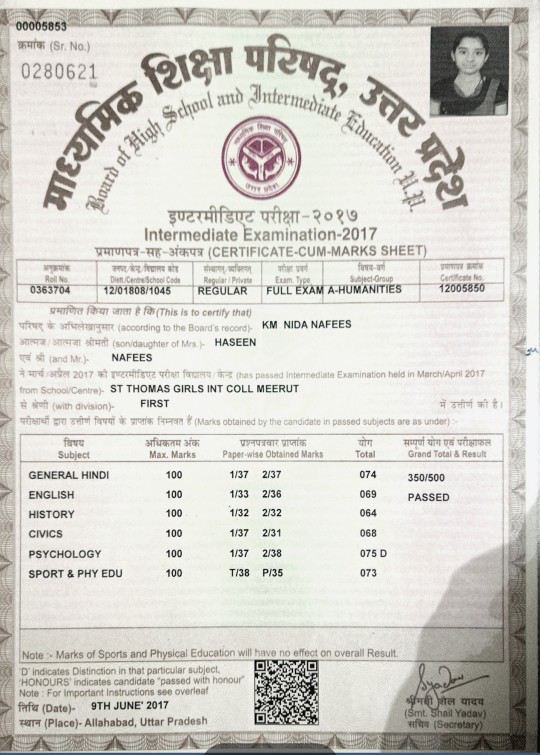 00005853
क्रमांक (Sr. No.)
0280621
माध्यमिक शिक्षा परिषद्, उत्तर प्रदेश
Board of High School and Intermediate Education U.P.
इण्टरमीडिएट परीक्षा-२०१७
Intermediate Examination-2017
प्रमाणपत्र-सह-अंकपत्र (CERTIFICATE-CUM-MARKS SHEET)
अनुक्रमांक जनपद/केन्द्र/विद्यालय कोड संस्थागत/व्यक्तिगत परीक्षा प्रकार विषय-वर्ग प्रमाणपत्र क्रमांक
Roll No. Distt./Centre/School Code Regular / Private Exam. Type Subject-Group Certificate No.
0363704 12/01808/1045 REGULAR FULL EXAM A-HUMANITIES 12005850
प्रमाणित किया जाता है कि (This is to certify that)
परिषद् के अभिलेखानुसार (according to the Board's record)- KM NIDA NAFEES
आत्मज/आत्मजा श्रीमती (son/daughter of Mrs.)- HASEEN
एवं श्री (and Mr.)- NAFEES
ने मार्च/अप्रैल 2017 की इण्टरमीडिएट परीक्षा विद्यालय/केन्द्र (has passed Intermediate Examination held in March/April 2017
from School/Centre)- ST THOMAS GIRLS INT COLL MEERUT
से श्रेणी (with division)- FIRST में उत्तीर्ण की है।
परीक्षार्थी द्वारा उत्तीर्ण विषयों के प्राप्तांक निम्नवत हैं (Marks obtained by the candidate in passed subjects are as under) :-
विषय अधिकतम अंक प्रश्नपत्रवार प्राप्तांक योग सम्पूर्ण योग एवं परीक्षाफल
Subject Max. Marks Paper-wise Obtained Marks Total Grand Total & Result
GENERAL HINDI 100 1/37 2/37 074 350/500
ENGLISH 100 1/33 2/36 069 PASSED
HISTORY 100 1/32 2/32 064
CIVICS 100 1/37 2/31 068
PSYCHOLOGY 100 1/37 2/38 075 D
SPORT & PHY EDU 100 T/38 P/35 073
Note :- Marks of Sports and Physical Education will have no effect on overall Result.
'D' indicates Distinction in that particular subject,
'HONOURS' indicates candidate "passed with honour"
Note : For Important Instructions see overleaf
तिथि (Date)- 9TH JUNE' 2017
स्थान (Place)- Allahabad, Uttar Pradesh
श्रीमती शैल यादव
(Smt. Shail Yadav)
सचिव (Secretary)